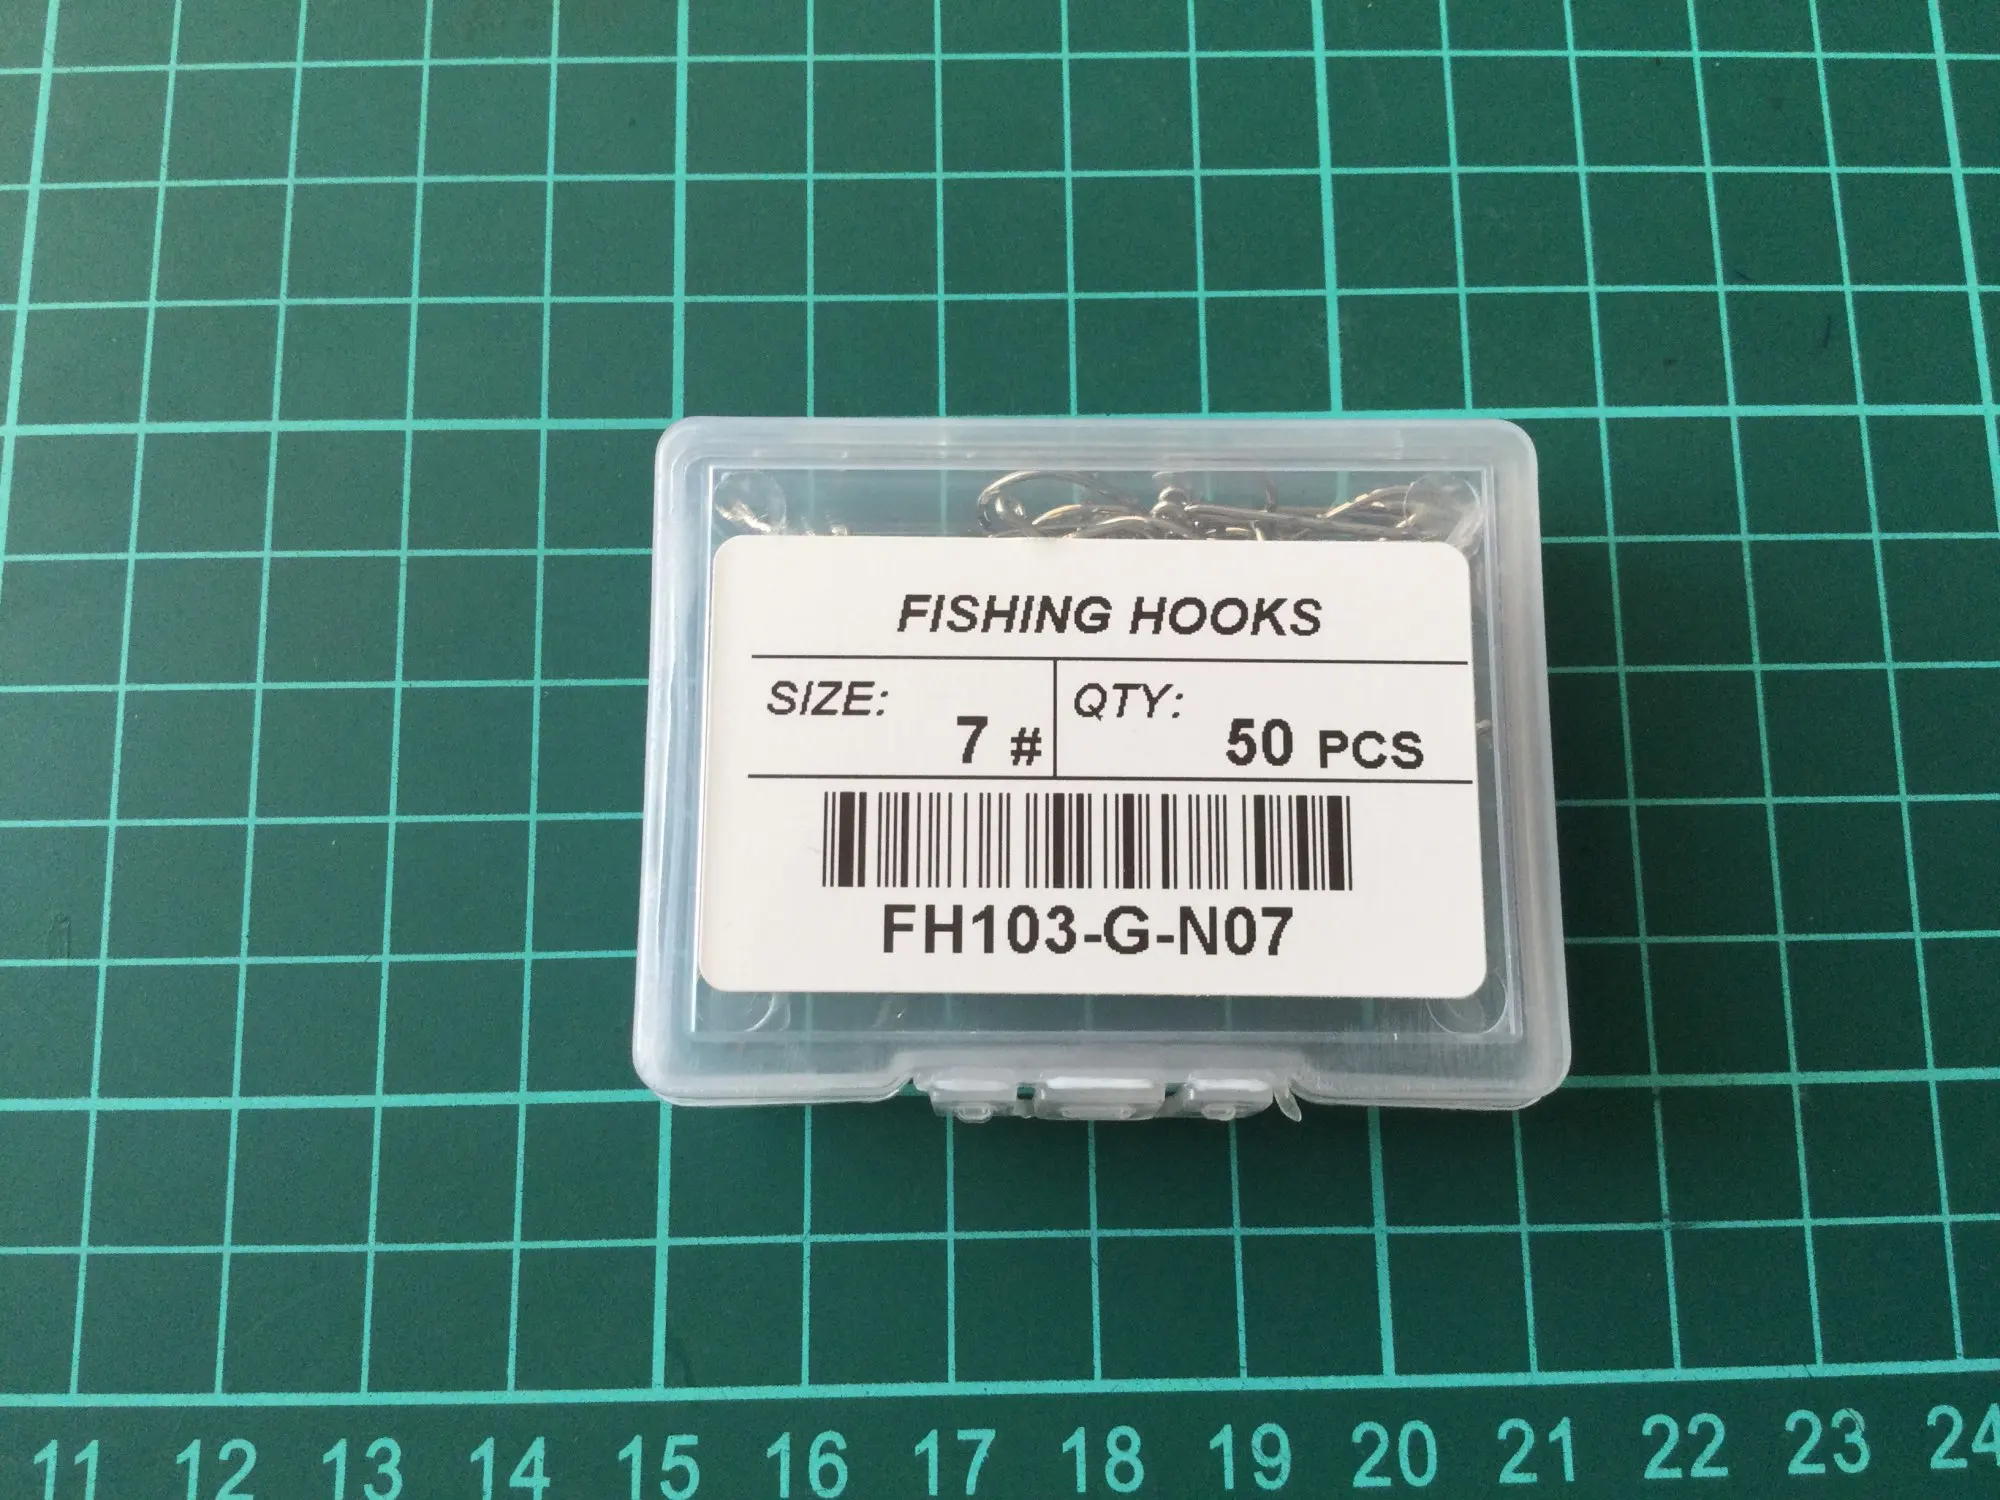 FISHING HOOKS
SIZE: 7 # QTY: 50 PCS
FH103-G-N07
11 12 13 14 15 16 17 18 19 20 21 22 23 24